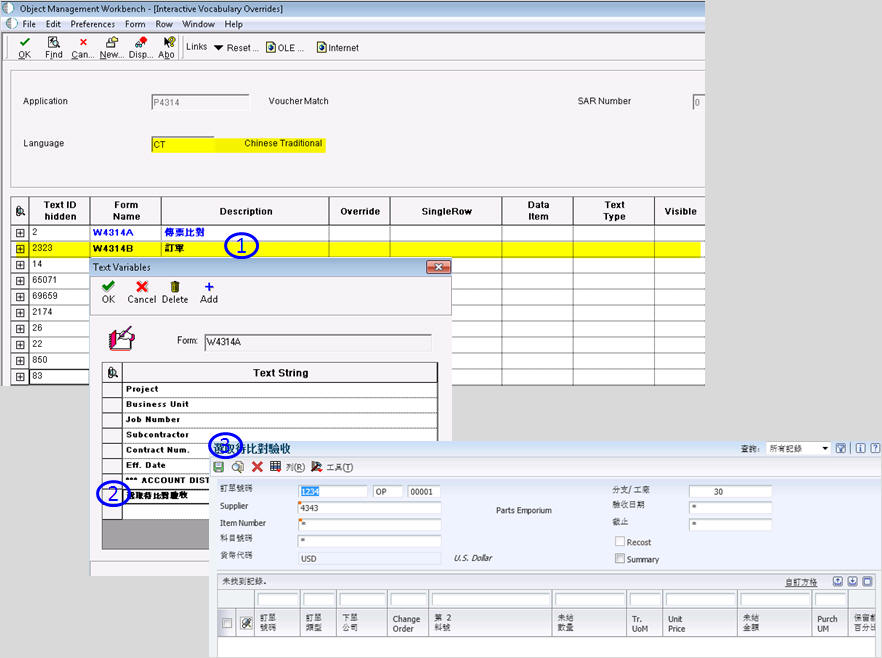 Object Management Workbench - [Interactive Vocabulary Overrides]
File Edit Preferences Form Row Window Help
OK Find Can... New... Disp... Abo Links Reset ... OLE ... Internet
Application P4314 Voucher Match SAR Number 0
Language CT Chinese Traditional
Text ID hidden Form Name Description Override SingleRow Data Item Text Type Visible
2 W4314A 傳票比對
2323 W4314B 訂單 1
14
65071
69659
2174
26
22
850
83
Text Variables
OK Cancel Delete Add
Form: W4314A
Text String
Project
Business Unit
Job Number
Subcontractor
Contract Num.
Eff. Date
*** ACCOUNT DIST
2 選取待比對驗收
3 選取待比對驗收 查詢: 所有記錄
列(R) 工具(T)
訂單號碼 1234 OP 00001 分支/工廠 30
Supplier 4343 Parts Emporium 驗收日期 *
Item Number * 截止 *
科目號碼 * Recost
貨幣代碼 USD U.S. Dollar Summary
未找到記錄。 自訂方格
訂單號碼 訂單類型 下單公司 Change Order 第 2 料號 未結數量 Tr. UoM Unit Price 未結金額 Purch UM 保留款百分比